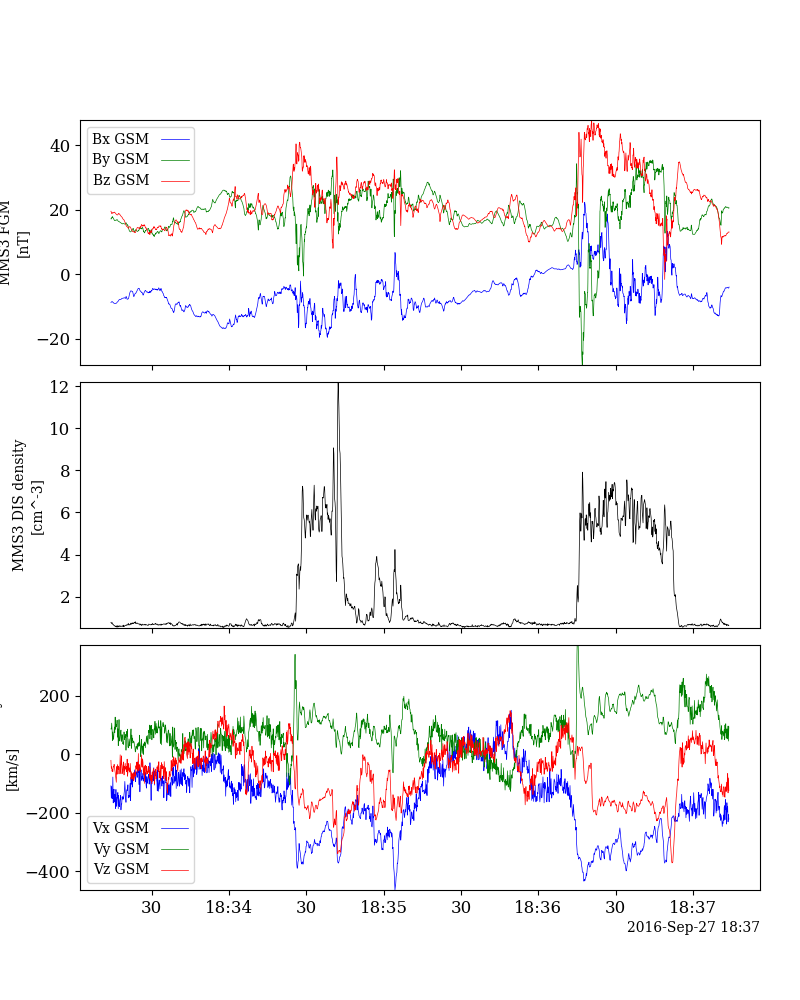 Bx GSM
By GSM
Bz GSM
40
20
0
−20
MMS3 FGM
[nT]
12
10
8
6
4
2
MMS3 DIS density
[cm^-3]
200
0
−200
−400
[km/s]
Vx GSM
Vy GSM
Vz GSM
30 18:34 30 18:35 30 18:36 30 18:37
2016-Sep-27 18:37